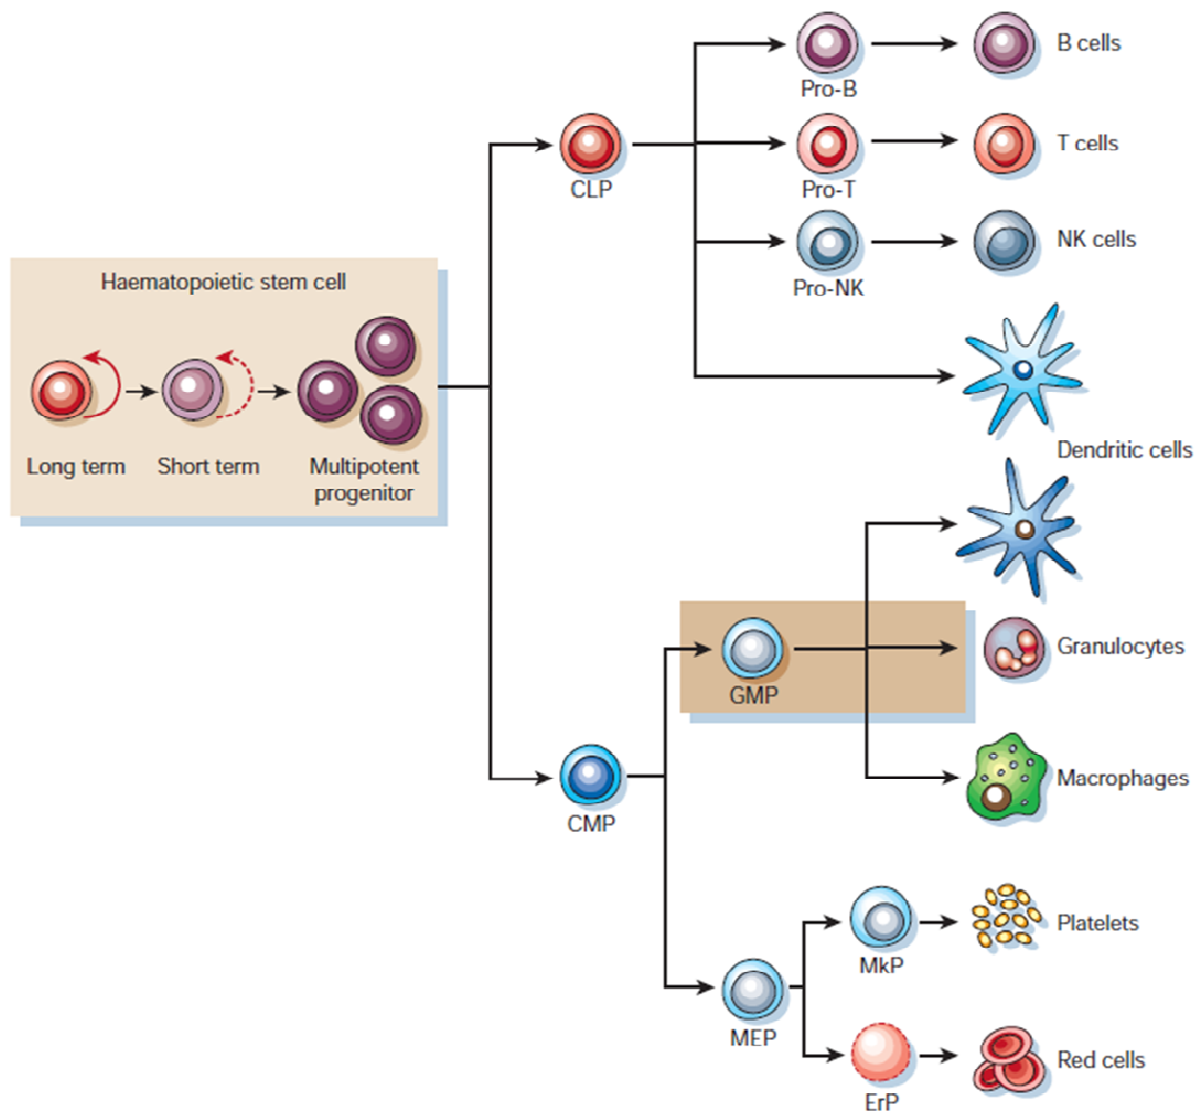 B cells
Pro-B
T cells
CLP
Pro-T
NK cells
Pro-NK
Haematopoietic stem cell
Long term
Short term
Multipotent
progenitor
Dendritic cells
Granulocytes
GMP
Macrophages
CMP
Platelets
MkP
MEP
Red cells
ErP